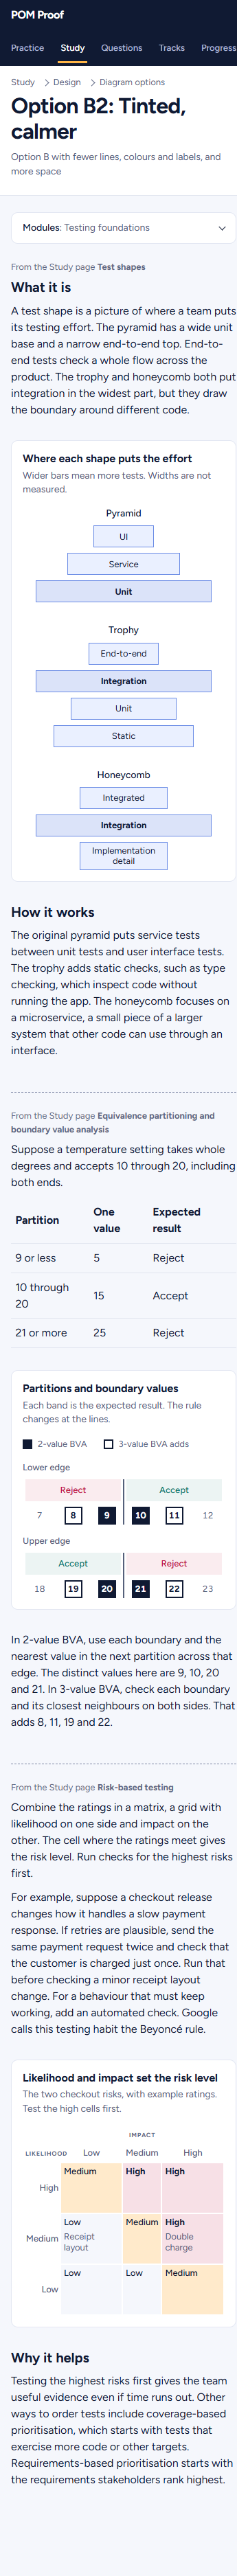 POM Proof
Practice
Study
Questions
Tracks
Progress
Study > Design > Diagram options
Option B2: Tinted,
calmer
Option B with fewer lines, colours and labels, and
more space
Modules: Testing foundations
From the Study page Test shapes
What it is
A test shape is a picture of where a team puts
its testing effort. The pyramid has a wide unit
base and a narrow end-to-end top. End-to-
end tests check a whole flow across the
product. The trophy and honeycomb both put
integration in the widest part, but they draw
the boundary around different code.
Where each shape puts the effort
Wider bars mean more tests. Widths are not
measured.
Pyramid
UI
Service
Unit
Trophy
End-to-end
Integration
Unit
Static
Honeycomb
Integrated
Integration
Implementation
detail
How it works
The original pyramid puts service tests
between unit tests and user interface tests.
The trophy adds static checks, such as type
checking, which inspect code without
running the app. The honeycomb focuses on
a microservice, a small piece of a larger
system that other code can use through an
interface.
From the Study page Equivalence partitioning and
boundary value analysis
Suppose a temperature setting takes whole
degrees and accepts 10 through 20, including
both ends.
Partition
One
value
Expected
result
9 or less 5 Reject
10 through
20
15 Accept
21 or more 25 Reject
Partitions and boundary values
Each band is the expected result. The rule
changes at the lines.
2-value BVA
3-value BVA adds
Lower edge
Reject Accept
7 8 9 10 11 12
Upper edge
Accept Reject
18 19 20 21 22 23
In 2-value BVA, use each boundary and the
nearest value in the next partition across that
edge. The distinct values here are 9, 10, 20
and 21. In 3-value BVA, check each boundary
and its closest neighbours on both sides. That
adds 8, 11, 19 and 22.
From the Study page Risk-based testing
Combine the ratings in a matrix, a grid with
likelihood on one side and impact on the
other. The cell where the ratings meet gives
the risk level. Run checks for the highest risks
first.
For example, suppose a checkout release
changes how it handles a slow payment
response. If retries are plausible, send the
same payment request twice and check that
the customer is charged just once. Run that
before checking a minor receipt layout
change. For a behaviour that must keep
working, add an automated check. Google
calls this testing habit the Beyoncé rule.
Likelihood and impact set the risk level
The two checkout risks, with example ratings.
Test the high cells first.
IMPACT
LIKELIHOOD Low Medium High
High Medium High High
Medium Low Medium High
Receipt
layout
Double
charge
Low Low Low Medium
Why it helps
Testing the highest risks first gives the team
useful evidence even if time runs out. Other
ways to order tests include coverage-based
prioritisation, which starts with tests that
exercise more code or other targets.
Requirements-based prioritisation starts with
the requirements stakeholders rank highest.